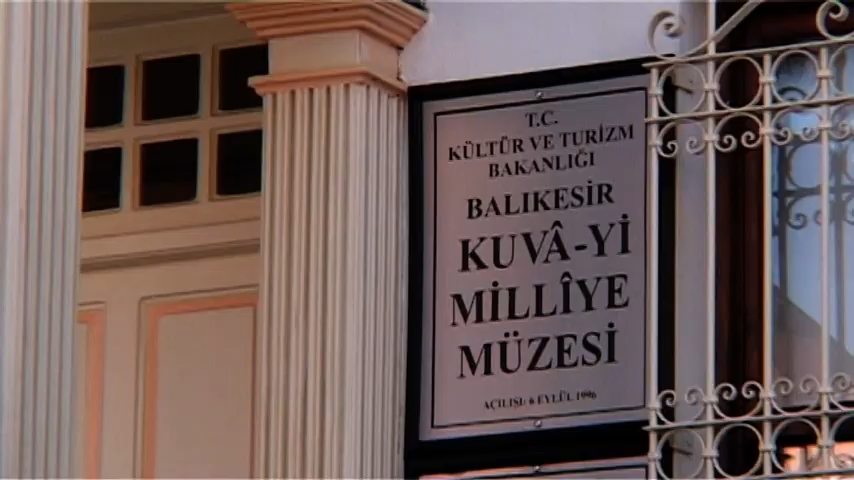 T.C.
KÜLTÜR VE TURİZM
BAKANLIĞI
BALIKESİR
KUVÂ-Yİ
MİLLÎYE
MÜZESİ
AÇILIŞI: 6 EYLÜL 1996